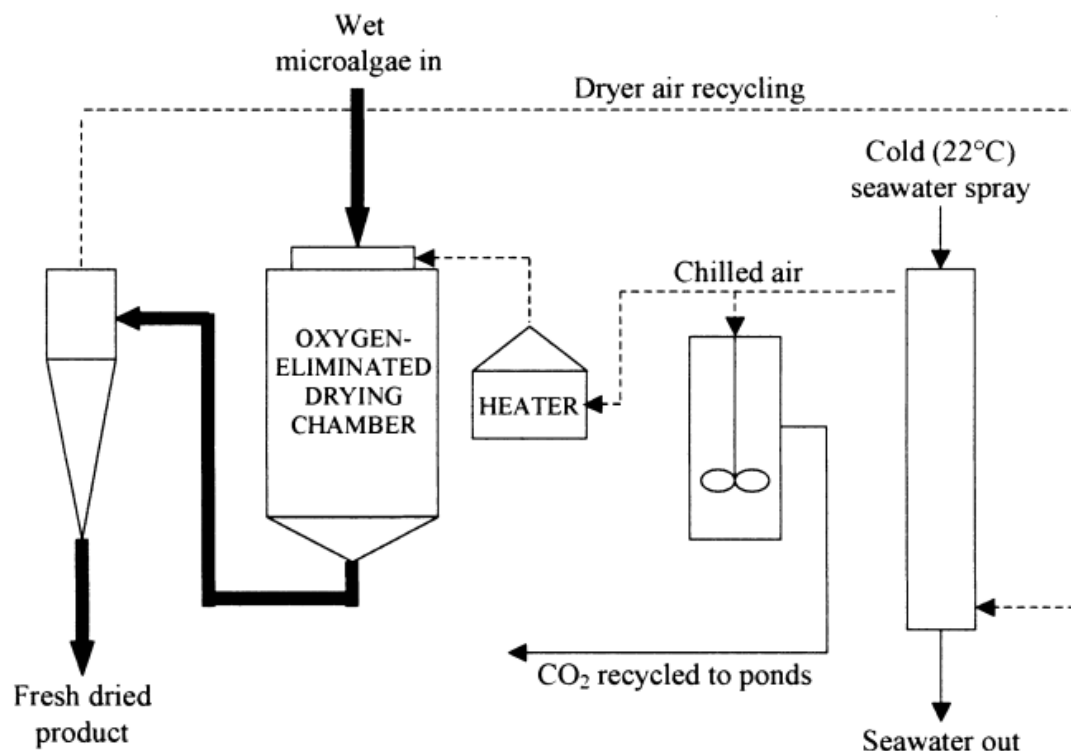 Wet
microalgae in
Dryer air recycling
Cold (22°C)
seawater spray
Chilled air
OXYGEN-
ELIMINATED
DRYING
CHAMBER
HEATER
CO₂ recycled to ponds
Fresh dried
product
Seawater out